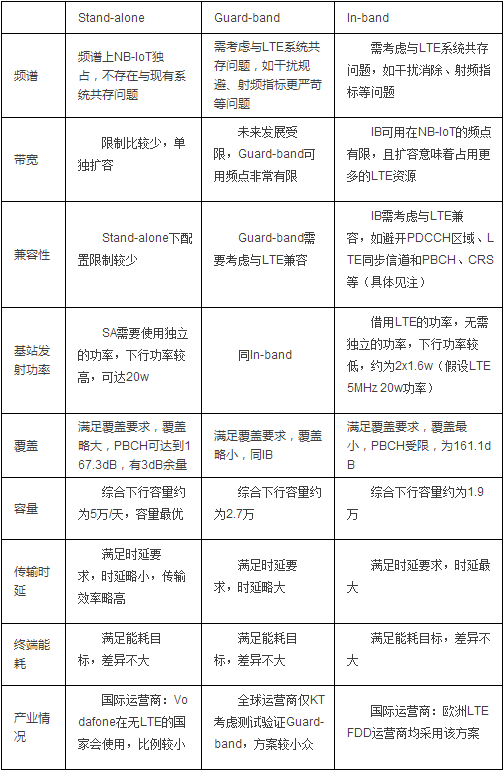 Stand-alone
Guard-band
In-band
频谱
频谱上NB-IoT独
占，不存在与现有系
统共存问题
需考虑与LTE系统共
存问题，如干扰规
避、射频指标更严苛
等问题
需考虑与LTE系统共存
问题，如干扰消除、射频指
标等问题
带宽
限制比较少，单
独扩容
未来发展受
限，Guard-band可
用频点非常有限
IB可用在NB-IoT的频点
有限，且扩容意味着占用更
多的LTE资源
兼容性
Stand-alone下配
置限制较少
Guard-band需
要考虑与LTE兼容
IB需考虑与LTE兼
容，如避开PDCCH区域、L
TE同步信道和PBCH、CRS
等（具体见注）
基站发
射功率
SA需要使用独立
的功率，下行功率较
高，可达20w
同In-band
借用LTE的功率，无需
独立的功率，下行功率较
低，约为2x1.6w（假设LTE
5MHz 20w功率）
覆盖
满足覆盖要求，覆盖
略大，PBCH可达到1
67.3dB，有3dB余量
满足覆盖要求，覆盖
略小，同IB
满足覆盖要求，覆盖最
小，PBCH受限，为161.1d
B
容量
综合下行容量约
为5万/天，容量最优
综合下行容量约
为2.7万
综合下行容量约为1.9
万
传输时
延
满足时延要
求，时延略小，传输
效率略高
满足时延要
求，时延略大
满足时延要求，时延最
大
终端能
耗
满足能耗目
标，差异不大
满足能耗目
标，差异不大
满足能耗目标，差异不
大
产业情
况
国际运营商：Vo
dafone在无LTE的国
家会使用，比例较小
全球运营商仅KT
考虑测试验证Guard-
band，方案较小众
国际运营商：欧洲LTE
FDD运营商均采用该方案